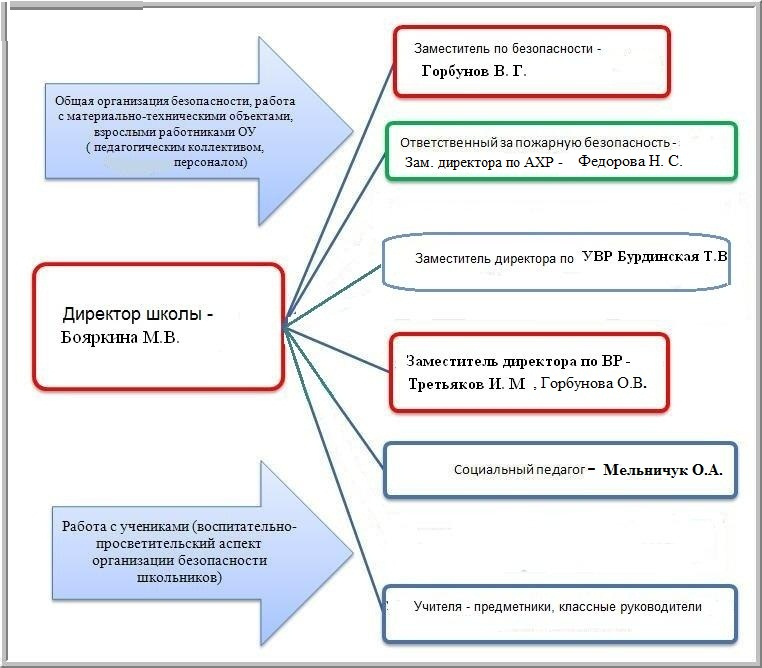 Общая организация безопасности, работа
с материально-техническими объектами,
взрослыми работниками ОУ
( педагогическим коллективом,
персоналом)
Директор школы -
Бояркина М.В.
Работа с учениками (воспитательно-
просветительский аспект
организации безопасности
школьников)
Заместитель по безопасности -
Горбунов В. Г.
Ответственный за пожарную безопасность -
Зам. директора по АХР - Федорова Н. С.
Заместитель директора по УВР Бурдинская Т.В
Заместитель директора по ВР -
Третьяков И. М , Горбунова О.В.
Социальный педагог - Мельничук О.А.
Учителя - предметники, классные руководители